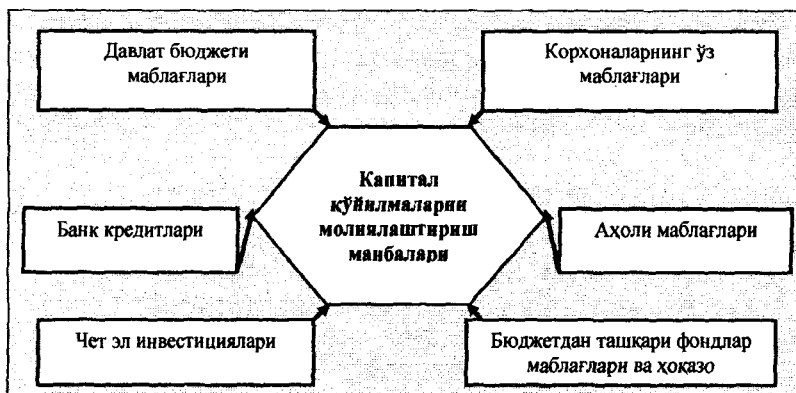 Давлат бюджети
маблағлари
Корхоналарнинг ўз
маблағлари
Капитал
қўйилмаларни
молиялаштириш
манбалари
Банк кредитлари
Аҳоли маблағлари
Чет эл инвестициялари
Бюджетдан ташқари фондлар
маблағлари ва ҳоказо